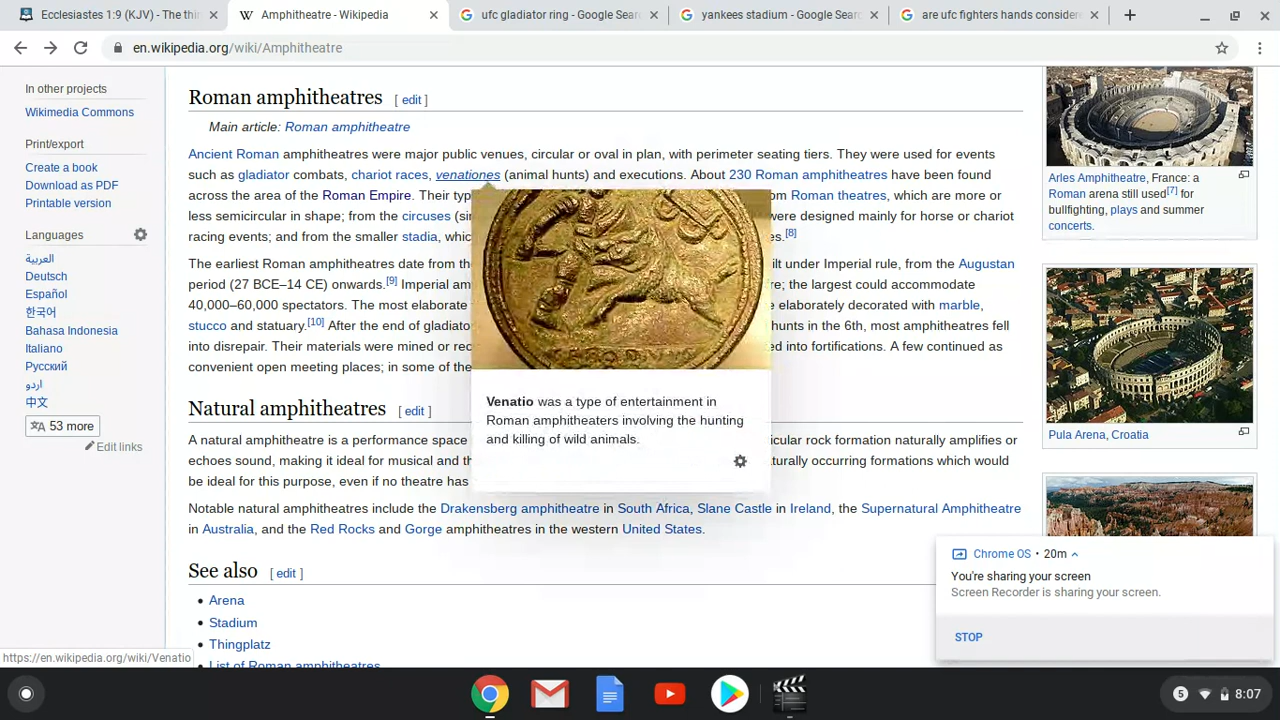 Ecclesiastes 1:9 (KJV) - The thin
Amphitheatre - Wikipedia
ufc gladiator ring - Google Sear
yankees stadium - Google Searc
are ufc fighters hands considere
en.wikipedia.org/wiki/Amphitheatre
In other projects
Wikimedia Commons
Print/export
Create a book
Download as PDF
Printable version
Languages
العربية
Deutsch
Español
한국어
Bahasa Indonesia
Italiano
Русский
اردو
中文
53 more
Edit links
Roman amphitheatres [ edit ]
Main article: Roman amphitheatre
Ancient Roman amphitheatres were major public venues, circular or oval in plan, with perimeter seating tiers. They were used for events
such as gladiator combats, chariot races, venationes (animal hunts) and executions. About 230 Roman amphitheatres have been found
across the area of the Roman Empire. Their typ om Roman theatres, which are more or
less semicircular in shape; from the circuses (sin were designed mainly for horse or chariot
racing events; and from the smaller stadia, whic es.[8]
The earliest Roman amphitheatres date from the ilt under Imperial rule, from the Augustan
period (27 BCE–14 CE) onwards.[9] Imperial am re; the largest could accommodate
40,000–60,000 spectators. The most elaborate e elaborately decorated with marble,
stucco and statuary.[10] After the end of gladiato hunts in the 6th, most amphitheatres fell
into disrepair. Their materials were mined or rec ed into fortifications. A few continued as
convenient open meeting places; in some of the
Venatio was a type of entertainment in
Roman amphitheaters involving the hunting
and killing of wild animals.
Natural amphitheatres [ edit ]
A natural amphitheatre is a performance space icular rock formation naturally amplifies or
echoes sound, making it ideal for musical and th turally occurring formations which would
be ideal for this purpose, even if no theatre has
Notable natural amphitheatres include the Drakensberg amphitheatre in South Africa, Slane Castle in Ireland, the Supernatural Amphitheatre
in Australia, and the Red Rocks and Gorge amphitheatres in the western United States.
See also [ edit ]
Arena
Stadium
Thingplatz
List of Roman amphitheatres
Arles Amphitheatre, France: a
Roman arena still used[7] for
bullfighting, plays and summer
concerts.
Pula Arena, Croatia
Chrome OS • 20m
You're sharing your screen
Screen Recorder is sharing your screen.
STOP
https://en.wikipedia.org/wiki/Venatio
5
8:07